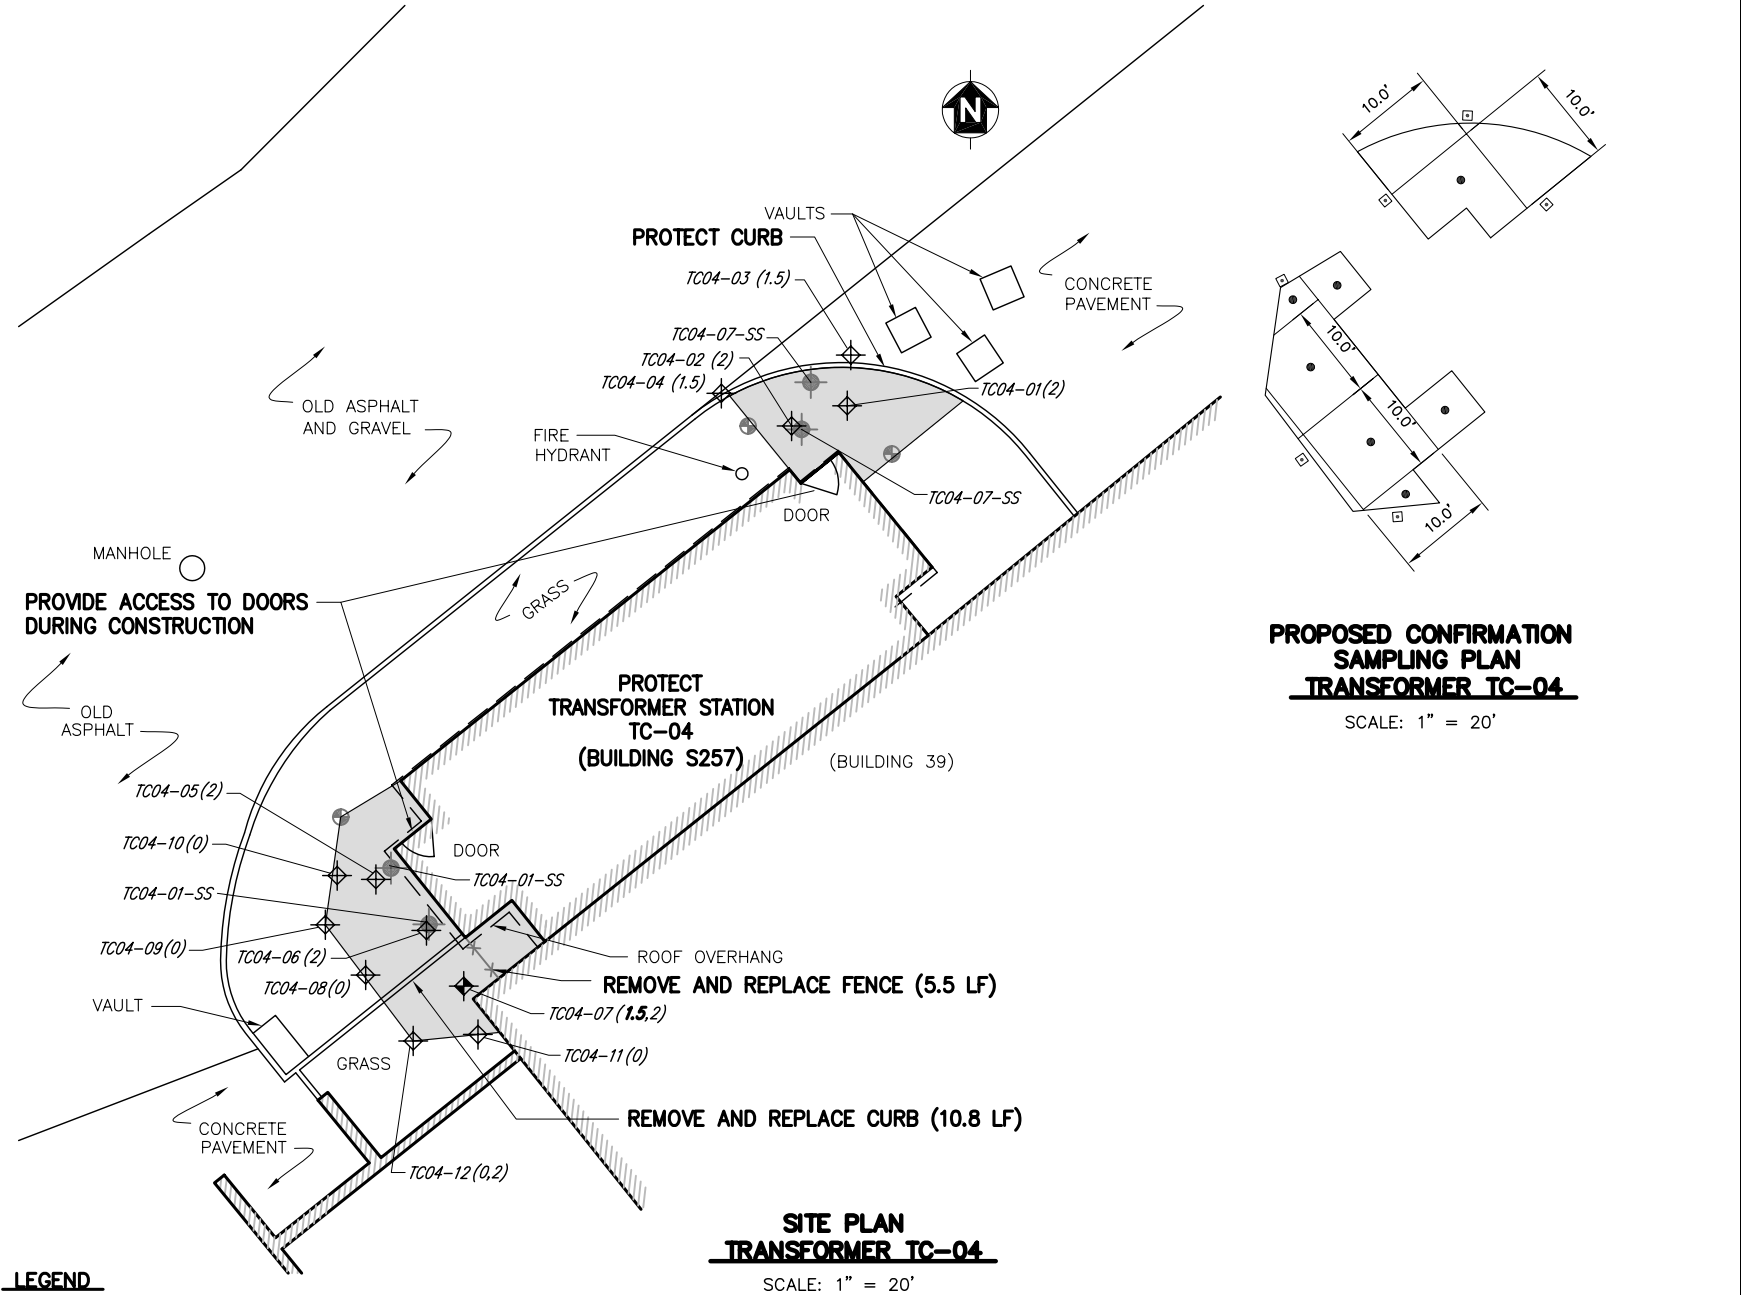 N
VAULTS
PROTECT CURB
TC04-03 (1.5)
CONCRETE
PAVEMENT
TC04-07-SS
TC04-02 (2)
TC04-04 (1.5)
TC04-01(2)
OLD ASPHALT
AND GRAVEL
FIRE
HYDRANT
TC04-07-SS
DOOR
MANHOLE
PROVIDE ACCESS TO DOORS
DURING CONSTRUCTION
GRASS
PROTECT
TRANSFORMER STATION
TC-04
(BUILDING S257)
(BUILDING 39)
OLD
ASPHALT
TC04-05(2)
TC04-10(0)
DOOR
TC04-01-SS
TC04-01-SS
TC04-09(0)
TC04-06(2)
ROOF OVERHANG
TC04-08(0)
REMOVE AND REPLACE FENCE (5.5 LF)
VAULT
TC04-07(1.5,2)
GRASS
TC04-11(0)
REMOVE AND REPLACE CURB (10.8 LF)
CONCRETE
PAVEMENT
TC04-12(0,2)
SITE PLAN
TRANSFORMER TC-04
SCALE: 1" = 20'
LEGEND
10.0'
10.0'
10.0'
10.0'
10.0'
PROPOSED CONFIRMATION
SAMPLING PLAN
TRANSFORMER TC-04
SCALE: 1" = 20'